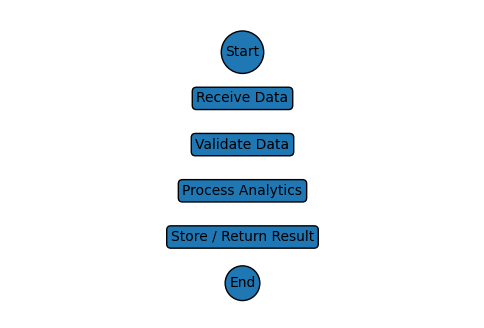 Start
Receive Data
Validate Data
Process Analytics
Store / Return Result
End